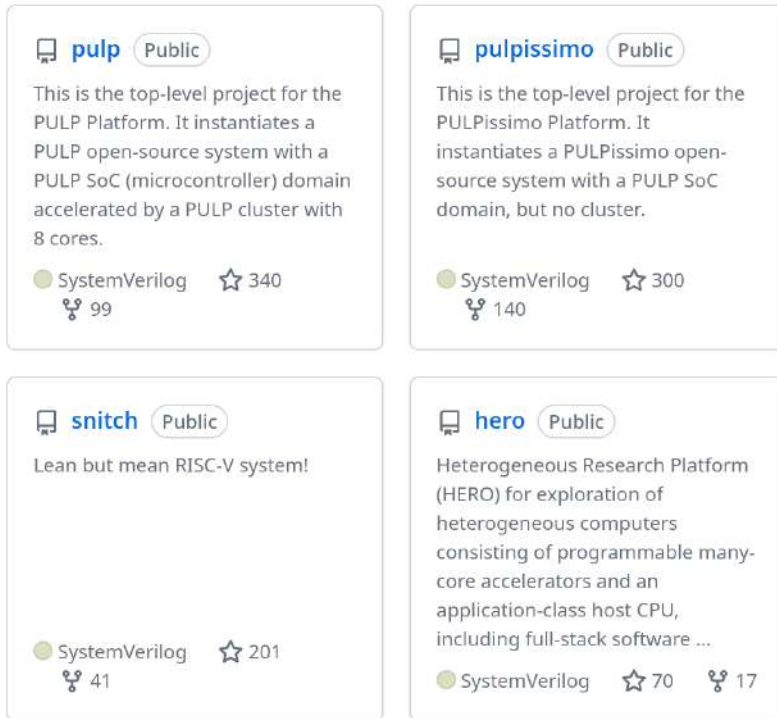 pulp Public
This is the top-level project for the
PULP Platform. It instantiates a
PULP open-source system with a
PULP SoC (microcontroller) domain
accelerated by a PULP cluster with
8 cores.
SystemVerilog 340
99
pulpissimo Public
This is the top-level project for the
PULPissimo Platform. It
instantiates a PULPissimo open-
source system with a PULP SoC
domain, but no cluster.
SystemVerilog 300
140
snitch Public
Lean but mean RISC-V system!
SystemVerilog 201
41
hero Public
Heterogeneous Research Platform
(HERO) for exploration of
heterogeneous computers
consisting of programmable many-
core accelerators and an
application-class host CPU,
including full-stack software ...
SystemVerilog 70 17